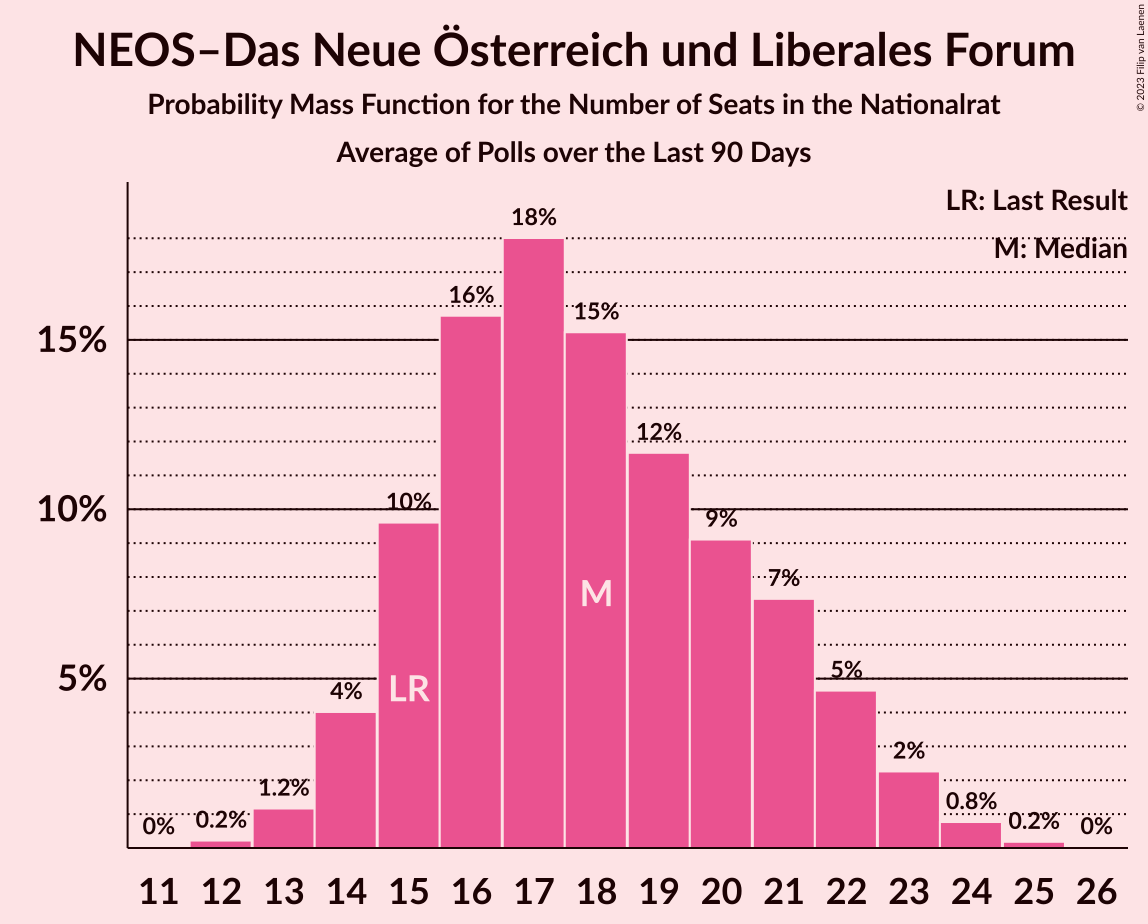 NEOS–Das Neue Österreich und Liberales Forum
Probability Mass Function for the Number of Seats in the Nationalrat
Average of Polls over the Last 90 Days
© 2023 Filip van Laenen
LR: Last Result
M: Median
18%
16%
15%
15%
12%
10%
10%
9%
7%
5%
5%
4%
2%
1.2%
0.8%
0.2%
0.2%
0%
0%
M
LR
11 12 13 14 15 16 17 18 19 20 21 22 23 24 25 26